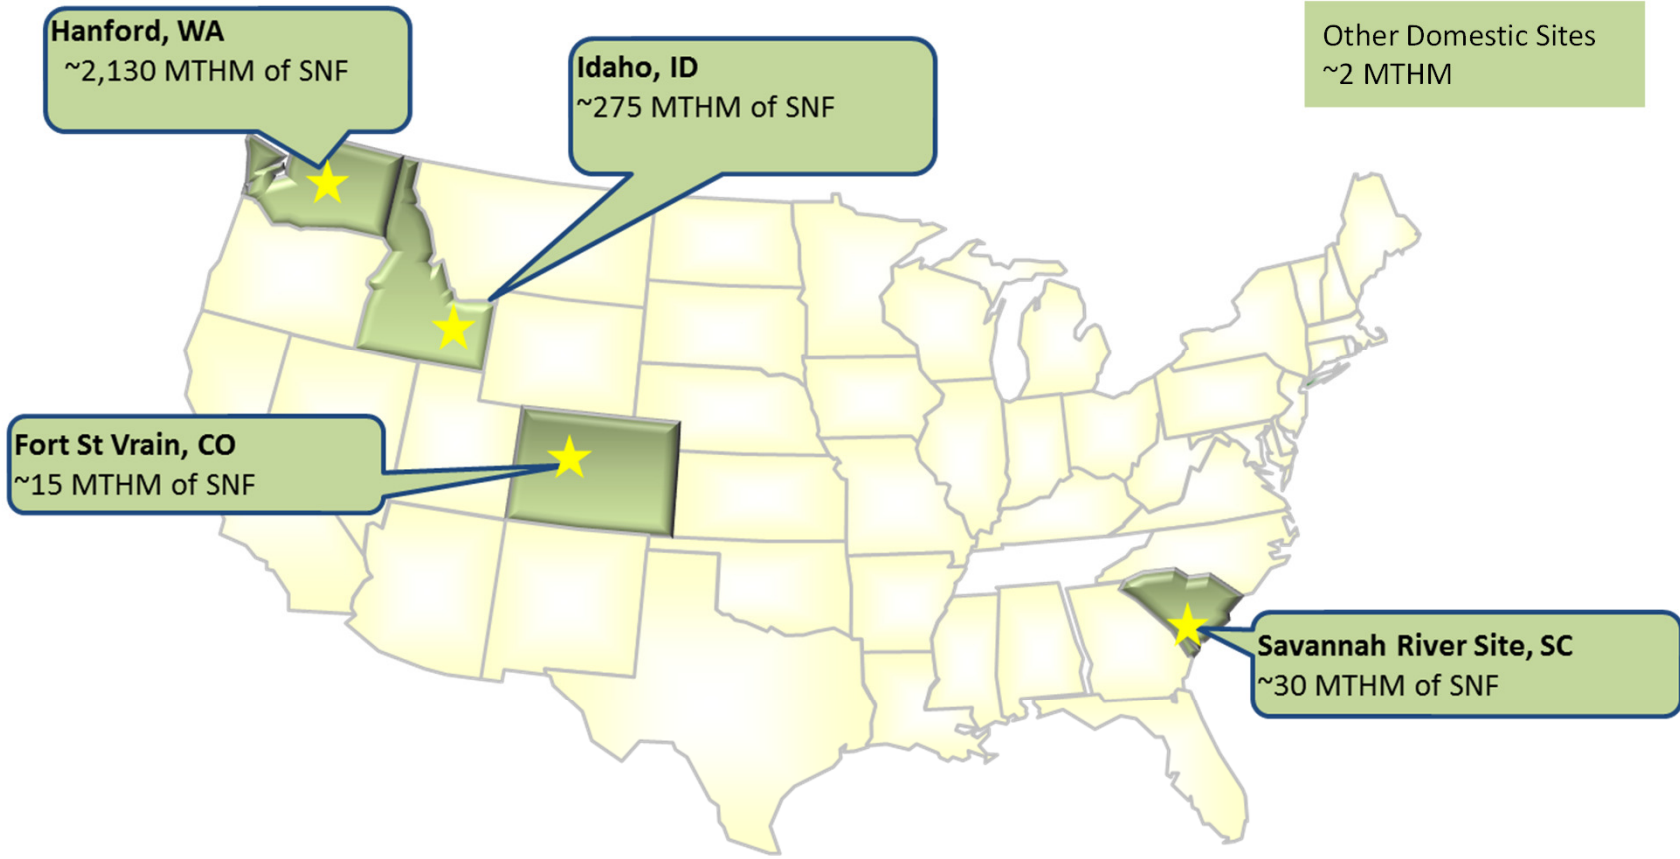 Hanford, WA
~2,130 MTHM of SNF
Idaho, ID
~275 MTHM of SNF
Other Domestic Sites
~2 MTHM
Fort St Vrain, CO
~15 MTHM of SNF
Savannah River Site, SC
~30 MTHM of SNF